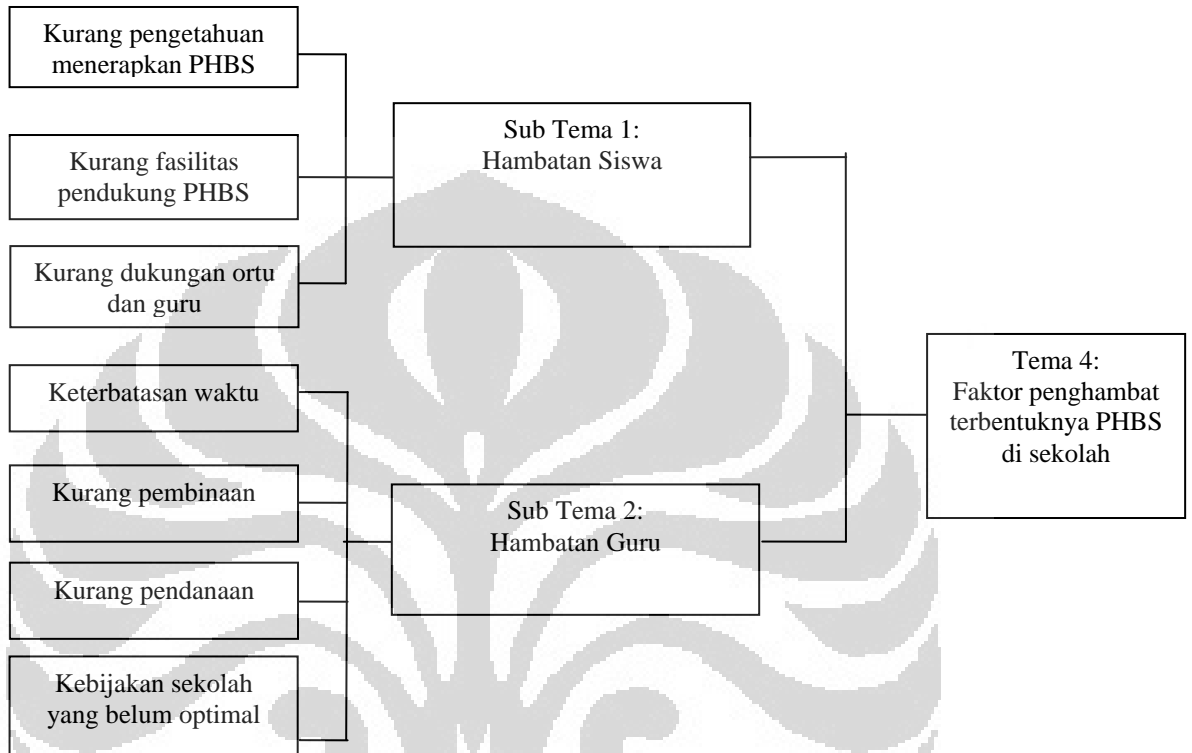 Kurang pengetahuan
menerapkan PHBS
Kurang fasilitas
pendukung PHBS
Kurang dukungan ortu
dan guru
Keterbatasan waktu
Kurang pembinaan
Kurang pendanaan
Kebijakan sekolah
yang belum optimal
Sub Tema 1:
Hambatan Siswa
Sub Tema 2:
Hambatan Guru
Tema 4:
Faktor penghambat
terbentuknya PHBS
di sekolah